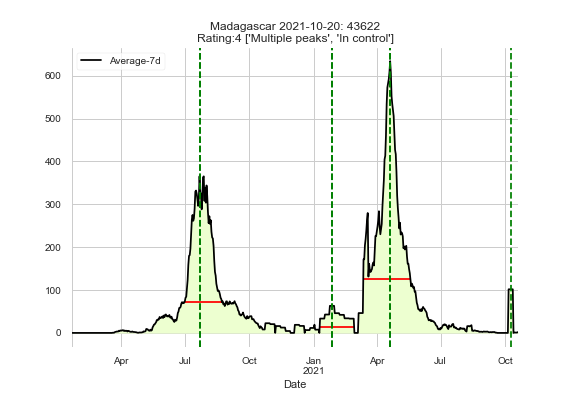 Madagascar 2021-10-20: 43622
Rating:4 ['Multiple peaks', 'In control']
Average-7d
600
500
400
300
200
100
0
Apr Jul Oct Jan Apr Jul Oct
2021
Date